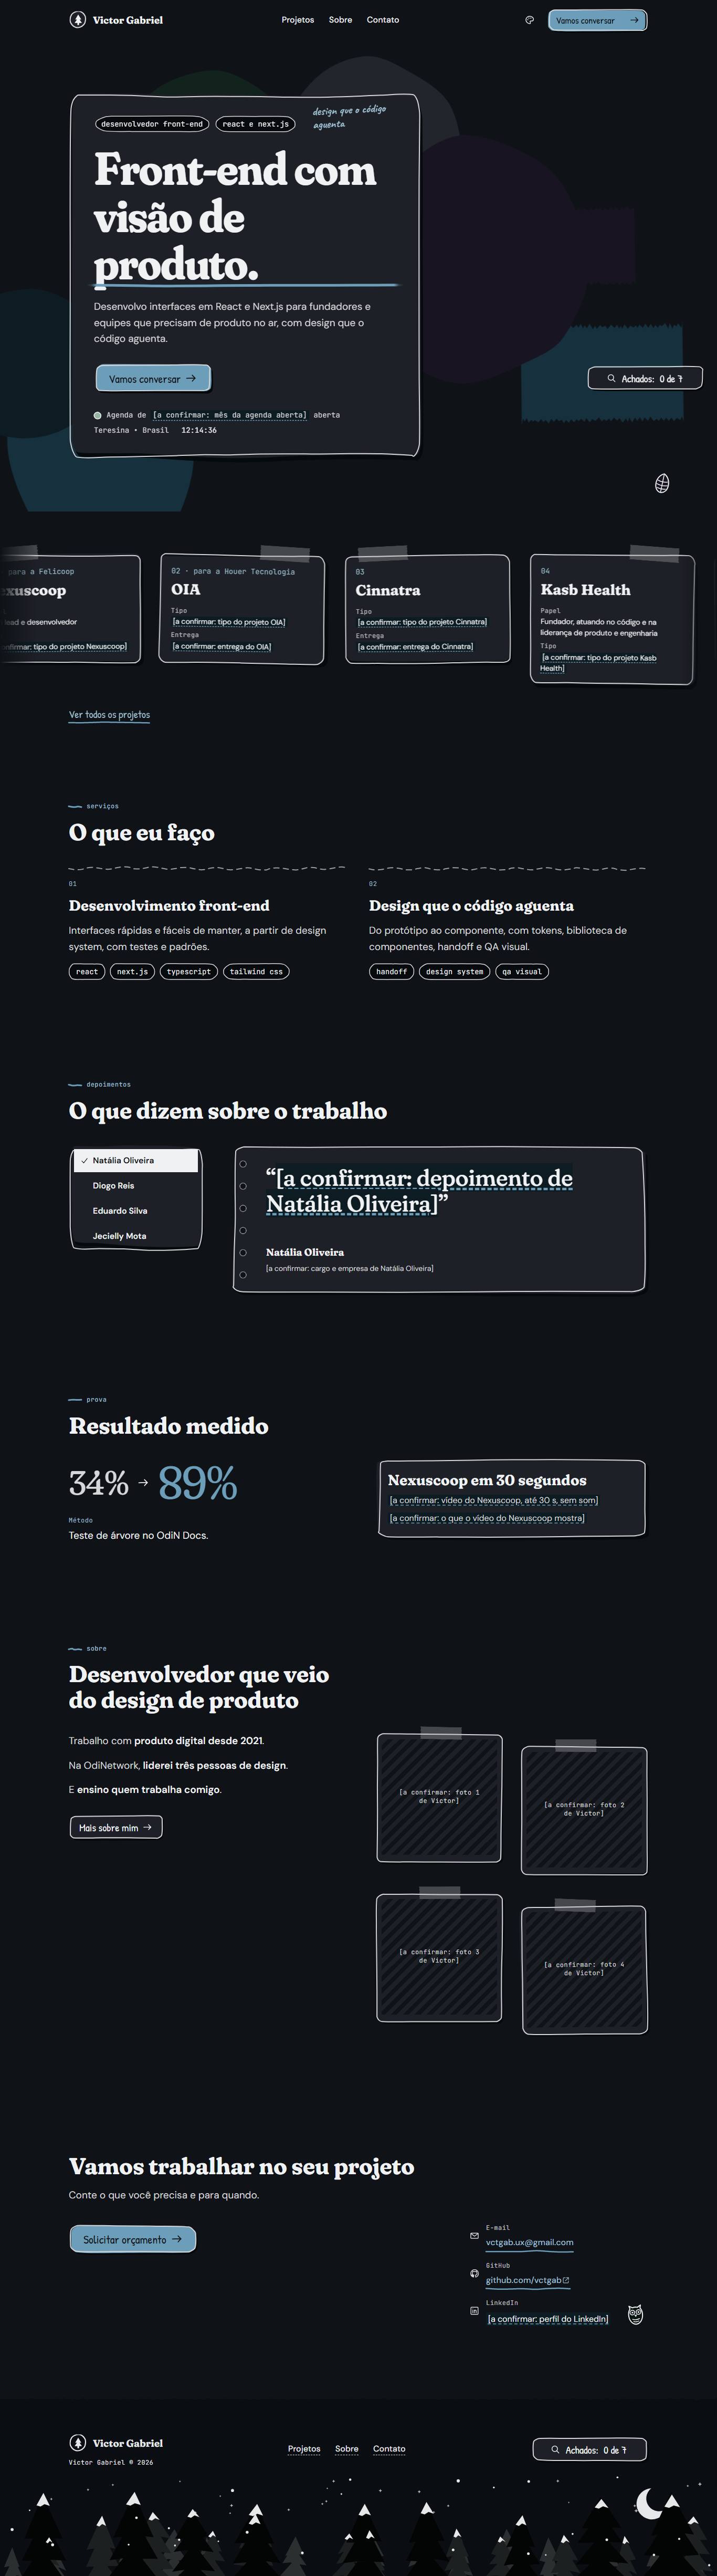 Victor Gabriel
Projetos Sobre Contato
Vamos conversar
desenvolvedor front-end react e next.js
design que o código
aguenta
Front-end com
visão de
produto.
Desenvolvo interfaces em React e Next.js para fundadores e
equipes que precisam de produto no ar, com design que o
código aguenta.
Vamos conversar
Agenda de [a confirmar: mês da agenda aberta] aberta
Teresina • Brasil 12:14:36
Achados: 0 de 7
para a Felicoop
exuscoop
lead e desenvolvedor
nfirmar: tipo do projeto Nexuscoop]
02 - para a Houer Tecnologia
OIA
Tipo
[a confirmar: tipo do projeto OIA]
Entrega
[a confirmar: entrega do OIA]
03
Cinnatra
Tipo
[a confirmar: tipo do projeto Cinnatra]
Entrega
[a confirmar: entrega do Cinnatra]
04
Kasb Health
Papel
Fundador, atuando no código e na
liderança de produto e engenharia
Tipo
[a confirmar: tipo do projeto Kasb
Health]
Ver todos os projetos
serviços
O que eu faço
01
Desenvolvimento front-end
Interfaces rápidas e fáceis de manter, a partir de design
system, com testes e padrões.
react next.js typescript tailwind css
02
Design que o código aguenta
Do protótipo ao componente, com tokens, biblioteca de
componentes, handoff e QA visual.
handoff design system qa visual
depoimentos
O que dizem sobre o trabalho
Natália Oliveira
Diogo Reis
Eduardo Silva
Jecielly Mota
“[a confirmar: depoimento de
Natália Oliveira]”
Natália Oliveira
[a confirmar: cargo e empresa de Natália Oliveira]
prova
Resultado medido
34% → 89%
Método
Teste de árvore no OdiN Docs.
Nexuscoop em 30 segundos
[a confirmar: vídeo do Nexuscoop, até 30 s, sem som]
[a confirmar: o que o vídeo do Nexuscoop mostra]
sobre
Desenvolvedor que veio
do design de produto
Trabalho com produto digital desde 2021.
Na OdiNetwork, liderei três pessoas de design.
E ensino quem trabalha comigo.
Mais sobre mim
[a confirmar: foto 1
de Victor]
[a confirmar: foto 2
de Victor]
[a confirmar: foto 3
de Victor]
[a confirmar: foto 4
de Victor]
Vamos trabalhar no seu projeto
Conte o que você precisa e para quando.
Solicitar orçamento
E-mail
vctgab.ux@gmail.com
GitHub
github.com/vctgab
LinkedIn
[a confirmar: perfil do LinkedIn]
Victor Gabriel
Victor Gabriel © 2026
Projetos Sobre Contato
Achados: 0 de 7